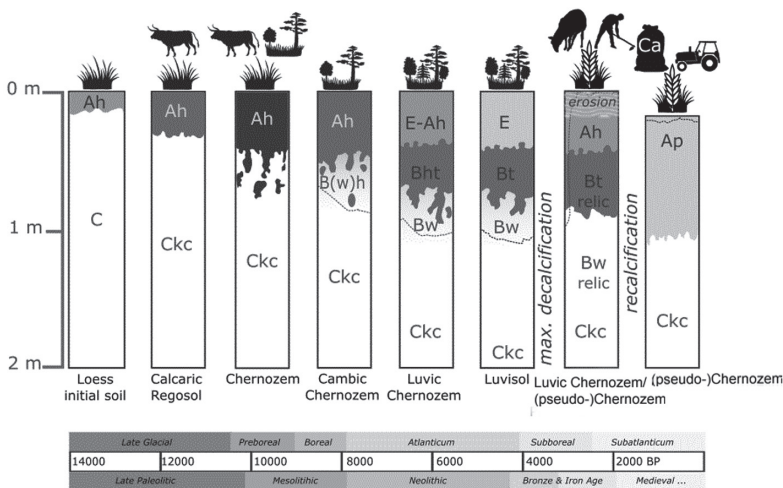 Ca
0 m
1 m
2 m
Ah
C
Ah
Ckc
Ah
Ckc
Ah
B(w)h
Ckc
E-Ah
Bht
Bw
Ckc
E
Bt
Bw
Ckc
max. decalcification
erosion
Ah
Bt
relic
Bw
relic
Ckc
recalcification
Ap
Ckc
Loess
initial soil
Calcaric
Regosol
Chernozem
Cambic
Chernozem
Luvic
Chernozem
Luvisol
Luvic Chernozem/
(pseudo-)Chernozem
(pseudo-)Chernozem
Late Glacial Preboreal Boreal Atlanticum Subboreal Subatlanticum
14000 12000 10000 8000 6000 4000 2000 BP
Late Paleolitic Mesolitihic Neolithic Bronze & Iron Age Medieval ...